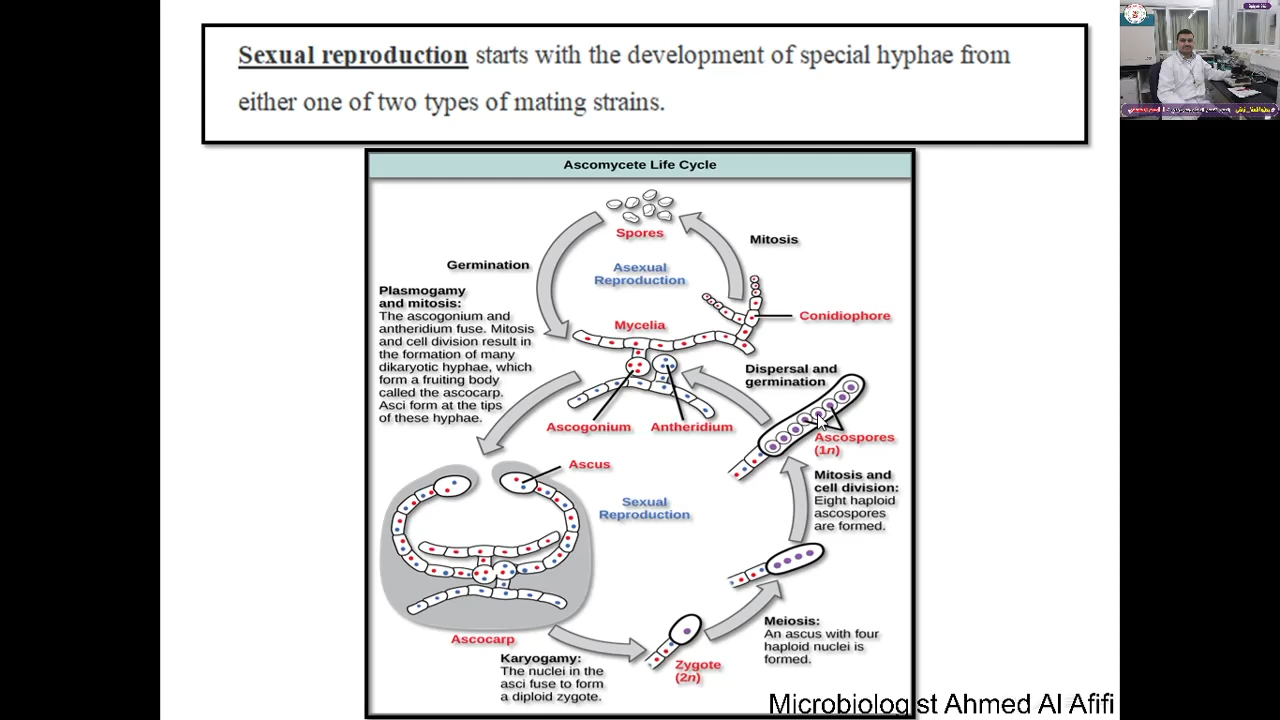 Sexual reproduction starts with the development of special hyphae from
either one of two types of mating strains.
Ascomycete Life Cycle
Spores
Mitosis
Germination
Asexual
Reproduction
Plasmogamy
and mitosis:
The ascogonium and
antheridium fuse. Mitosis
and cell division result in
the formation of many
dikaryotic hyphae, which
form a fruiting body
called the ascocarp.
Asci form at the tips
of these hyphae.
Mycelia
Conidiophore
Dispersal and
germination
Ascogonium
Antheridium
Ascospores
(1n)
Ascus
Sexual
Reproduction
Mitosis and
cell division:
Eight haploid
ascospores
are formed.
Meiosis:
An ascus with four
haploid nuclei is
formed.
Ascocarp
Karyogamy:
The nuclei in the
asci fuse to form
a diploid zygote.
Zygote
(2n)
Microbiologist Ahmed Al Afifi